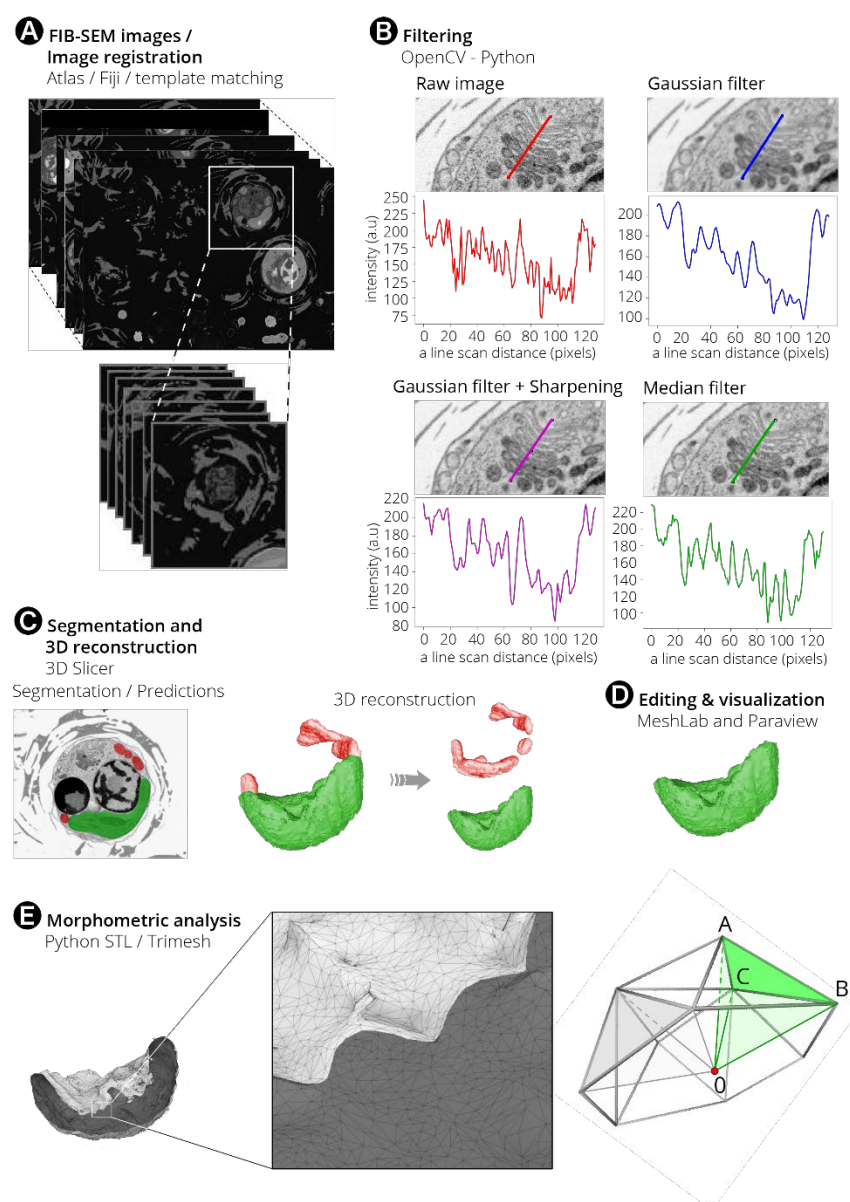 A FIB-SEM images /
Image registration
Atlas / Fiji / template matching
B Filtering
OpenCV - Python
Raw image
Gaussian filter
intensity (a.u)
250
225
200
175
150
125
100
75
0 20 40 60 80 100 120
a line scan distance (pixels)
200
180
160
140
120
100
0 20 40 60 80 100 120
a line scan distance (pixels)
Gaussian filter + Sharpening
Median filter
intensity (a.u)
220
200
180
160
140
120
100
80
0 20 40 60 80 100 120
a line scan distance (pixels)
220
200
180
160
140
120
100
0 20 40 60 80 100 120
a line scan distance (pixels)
C Segmentation and
3D reconstruction
3D Slicer
Segmentation / Predictions
3D reconstruction
D Editing & visualization
MeshLab and Paraview
E Morphometric analysis
Python STL / Trimesh
A
C
B
0